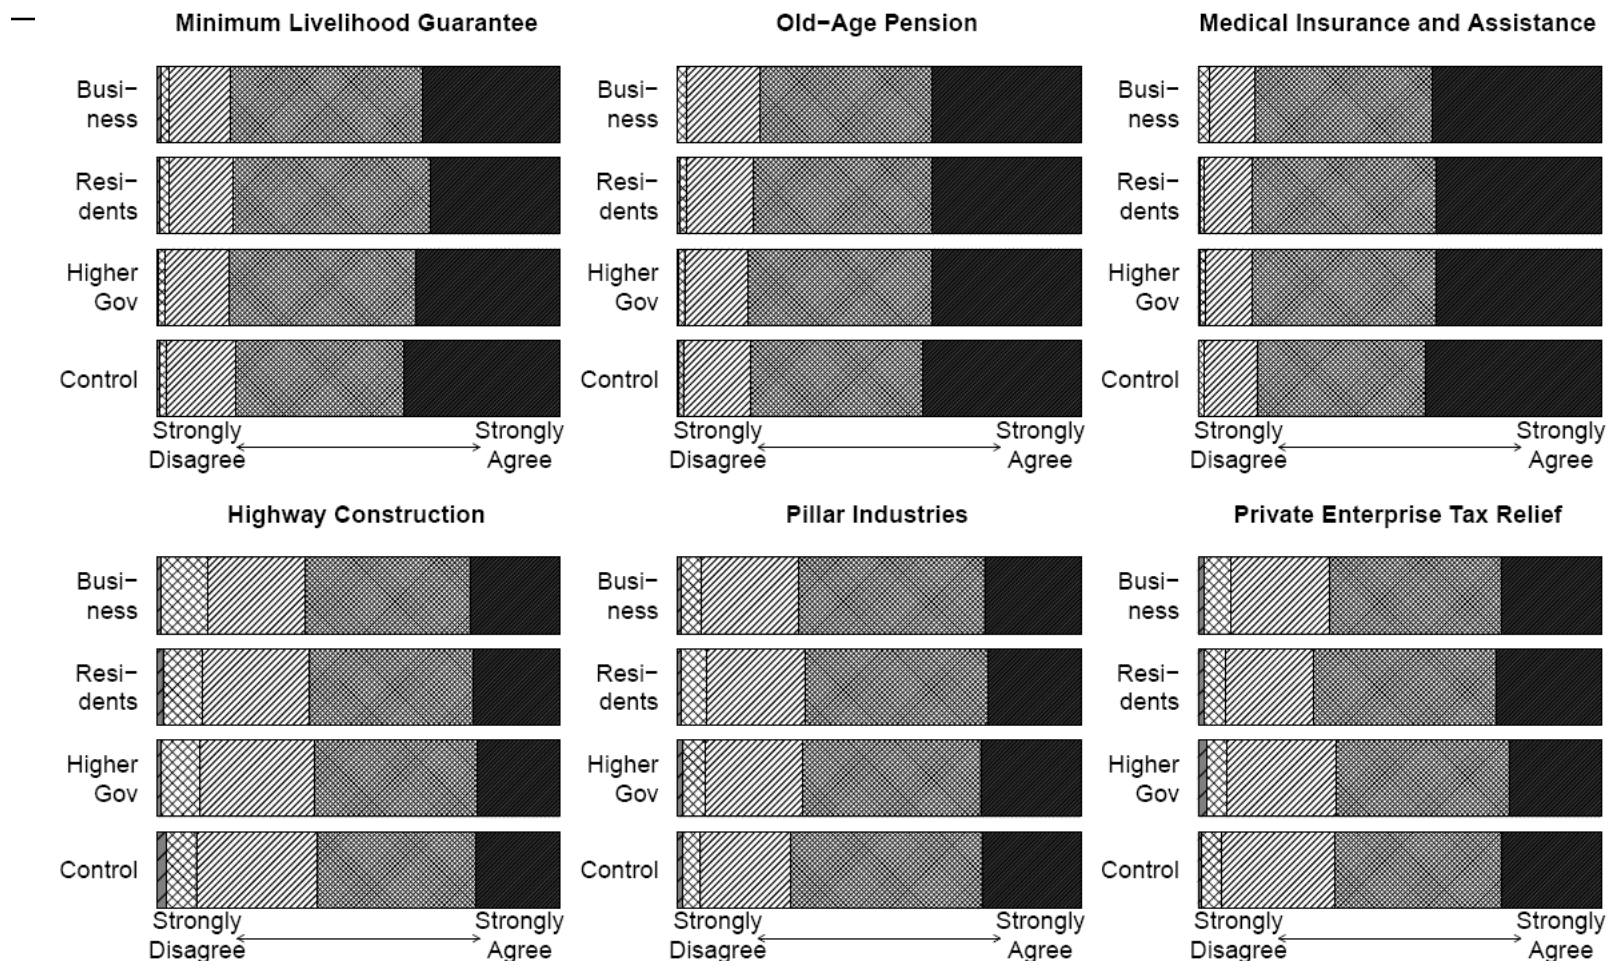 Minimum Livelihood Guarantee
Busi-
ness
Resi-
dents
Higher
Gov
Control
Strongly
Disagree
Strongly
Agree
Old-Age Pension
Busi-
ness
Resi-
dents
Higher
Gov
Control
Strongly
Disagree
Strongly
Agree
Medical Insurance and Assistance
Busi-
ness
Resi-
dents
Higher
Gov
Control
Strongly
Disagree
Strongly
Agree
Highway Construction
Busi-
ness
Resi-
dents
Higher
Gov
Control
Strongly
Disagree
Strongly
Agree
Pillar Industries
Busi-
ness
Resi-
dents
Higher
Gov
Control
Strongly
Disagree
Strongly
Agree
Private Enterprise Tax Relief
Busi-
ness
Resi-
dents
Higher
Gov
Control
Strongly
Disagree
Strongly
Agree